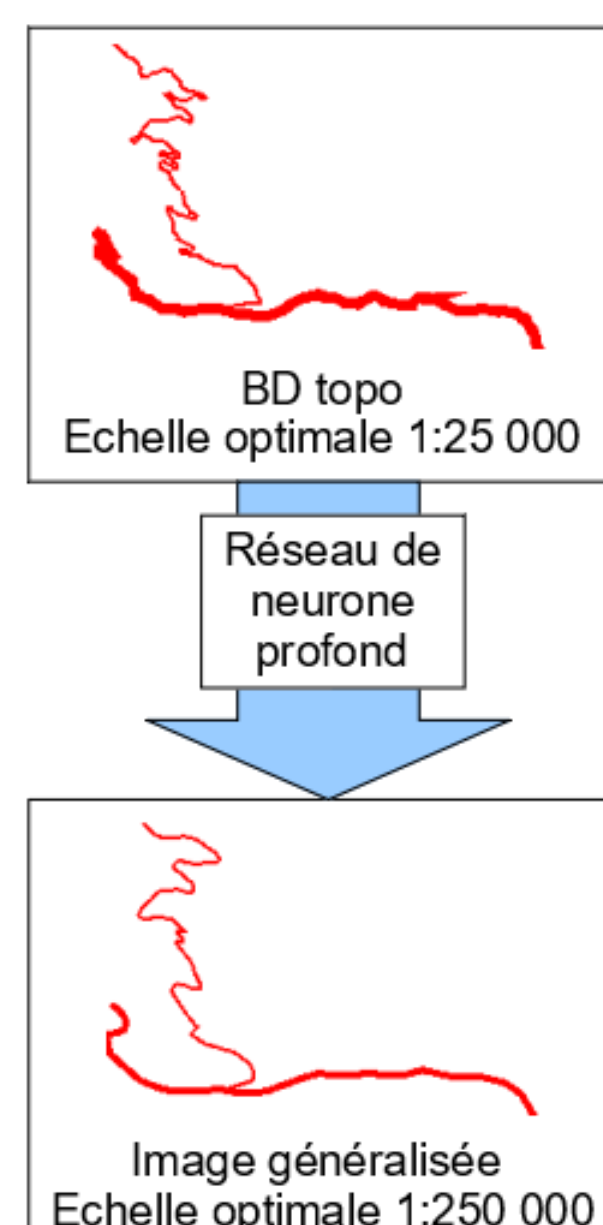 BD topo
Echelle optimale 1:25 000
Réseau de
neurone
profond
Image généralisée
Echelle optimale 1:250 000